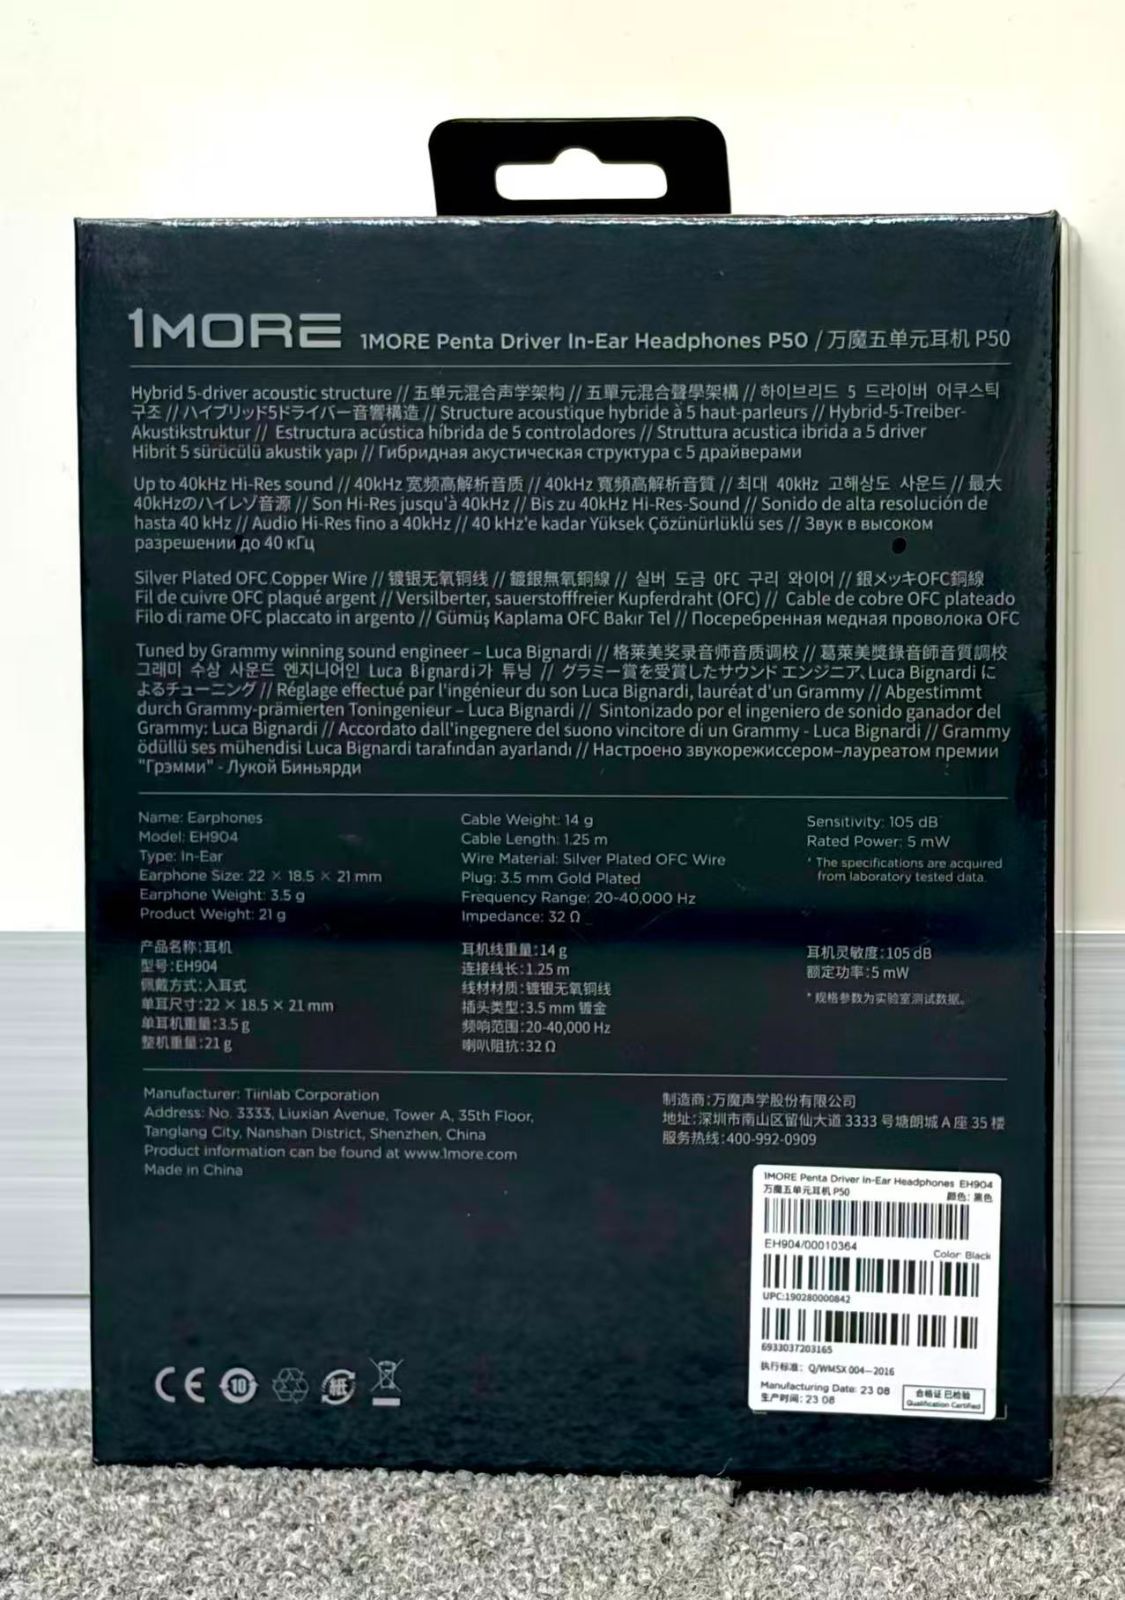 1MORE 1MORE Penta Driver In-Ear Headphones P50 / 万魔五单元耳机 P50
Hybrid 5-driver acoustic structure // 五单元混合声学架构 // 五單元混合聲學架構 // 하이브리드 5 드라이버 어쿠스틱
구조 // ハイブリッド5ドライバー音響構造 // Structure acoustique hybride à 5 haut-parleurs // Hybrid-5-Treiber-
Akustikstruktur // Estructura acústica híbrida de 5 controladores // Struttura acustica ibrida a 5 driver
Hibrit 5 sürücülü akustik yapı // Гибридная акустическая структура с 5 драйверами
Up to 40kHz Hi-Res sound // 40kHz 宽频高解析音质 // 40kHz 寬頻高解析音質 // 최대 40kHz 고해상도 사운드 // 最大
40kHzのハイレゾ音源 // Son Hi-Res jusqu'à 40kHz // Bis zu 40kHz Hi-Res-Sound // Sonido de alta resolución de
hasta 40 kHz // Audio Hi-Res fino a 40kHz // 40 kHz'e kadar Yüksek Çözünürlüklü ses // Звук в высоком
разрешении до 40 кГц
Silver Plated OFC Copper Wire // 镀银无氧铜线 // 鍍銀無氧銅線 // 실버 도금 OFC 구리 와이어 // 銀メッキOFC銅線
Fil de cuivre OFC plaqué argent // Versilberter, sauerstofffreier Kupferdraht (OFC) // Cable de cobre OFC plateado
Filo di rame OFC placcato in argento // Gümüş Kaplama OFC Bakır Tel // Посеребренная медная проволока OFC
Tuned by Grammy winning sound engineer – Luca Bignardi // 格莱美奖录音师音质调校 // 葛萊美獎錄音師音質調校
그래미 수상 사운드 엔지니어인 Luca Bignardi가 튜닝 // グラミー賞を受賞したサウンド エンジニア、Luca Bignardi に
よるチューニング // Réglage effectué par l'ingénieur du son Luca Bignardi, lauréat d'un Grammy // Abgestimmt
durch Grammy-prämierten Toningenieur – Luca Bignardi // Sintonizado por el ingeniero de sonido ganador del
Grammy: Luca Bignardi // Accordato dall'ingegnere del suono vincitore di un Grammy - Luca Bignardi // Grammy
ödüllü ses mühendisi Luca Bignardi tarafından ayarlandı // Настроено звукорежиссером–лауреатом премии
"Грэмми" - Лукой Биньярди
Name: Earphones
Model: EH904
Type: In-Ear
Earphone Size: 22 × 18.5 × 21 mm
Earphone Weight: 3.5 g
Product Weight: 21 g
Cable Weight: 14 g
Cable Length: 1.25 m
Wire Material: Silver Plated OFC Wire
Plug: 3.5 mm Gold Plated
Frequency Range: 20-40,000 Hz
Impedance: 32 Ω
Sensitivity: 105 dB
Rated Power: 5 mW
* The specifications are acquired
from laboratory tested data.
产品名称：耳机
型号：EH904
佩戴方式：入耳式
单耳尺寸：22 × 18.5 × 21 mm
单耳机重量：3.5 g
整机重量：21 g
耳机线重量：14 g
连接线长：1.25 m
线材材质：镀银无氧铜线
插头类型：3.5 mm 镀金
频响范围：20-40,000 Hz
喇叭阻抗：32 Ω
耳机灵敏度：105 dB
额定功率：5 mW
* 规格参数为实验室测试数据。
Manufacturer: Tiinlab Corporation
Address: No. 3333, Liuxian Avenue, Tower A, 35th Floor,
Tanglang City, Nanshan District, Shenzhen, China
Product information can be found at www.1more.com
Made in China
制造商：万魔声学股份有限公司
地址：深圳市南山区留仙大道 3333 号塘朗城 A 座 35 楼
服务热线：400-992-0909
1MORE Penta Driver In-Ear Headphones EH904
万魔五单元耳机 P50 颜色：黑色
EH904/00010364 Color: Black
UPC:190280000842
6933037203165
执行标准： Q/WMSX 004—2016
Manufacturing Date: 23 08
生产时间：23 08
合格证 已检验
Qualification Certified
CE 10 紙